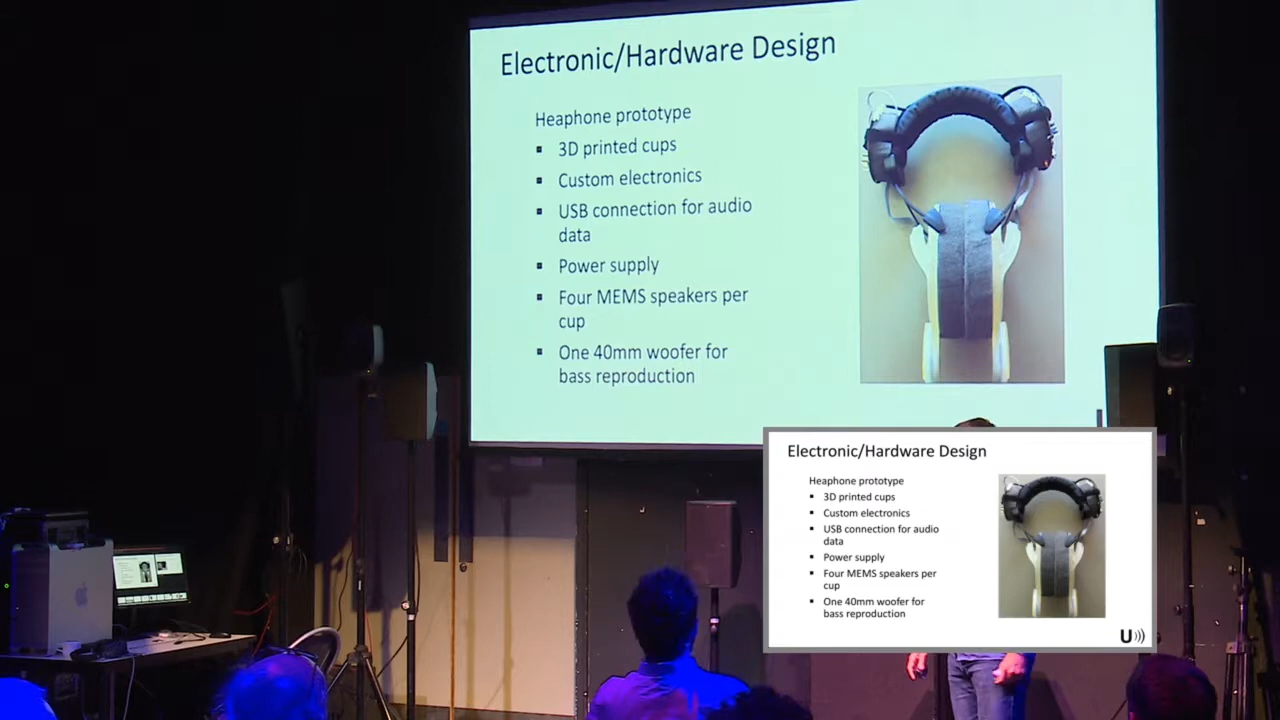 Electronic/Hardware Design
Heaphone prototype
▪ 3D printed cups
▪ Custom electronics
▪ USB connection for audio
data
▪ Power supply
▪ Four MEMS speakers per
cup
▪ One 40mm woofer for
bass reproduction
Electronic/Hardware Design
Heaphone prototype
▪ 3D printed cups
▪ Custom electronics
▪ USB connection for audio
data
▪ Power supply
▪ Four MEMS speakers per
cup
▪ One 40mm woofer for
bass reproduction
U